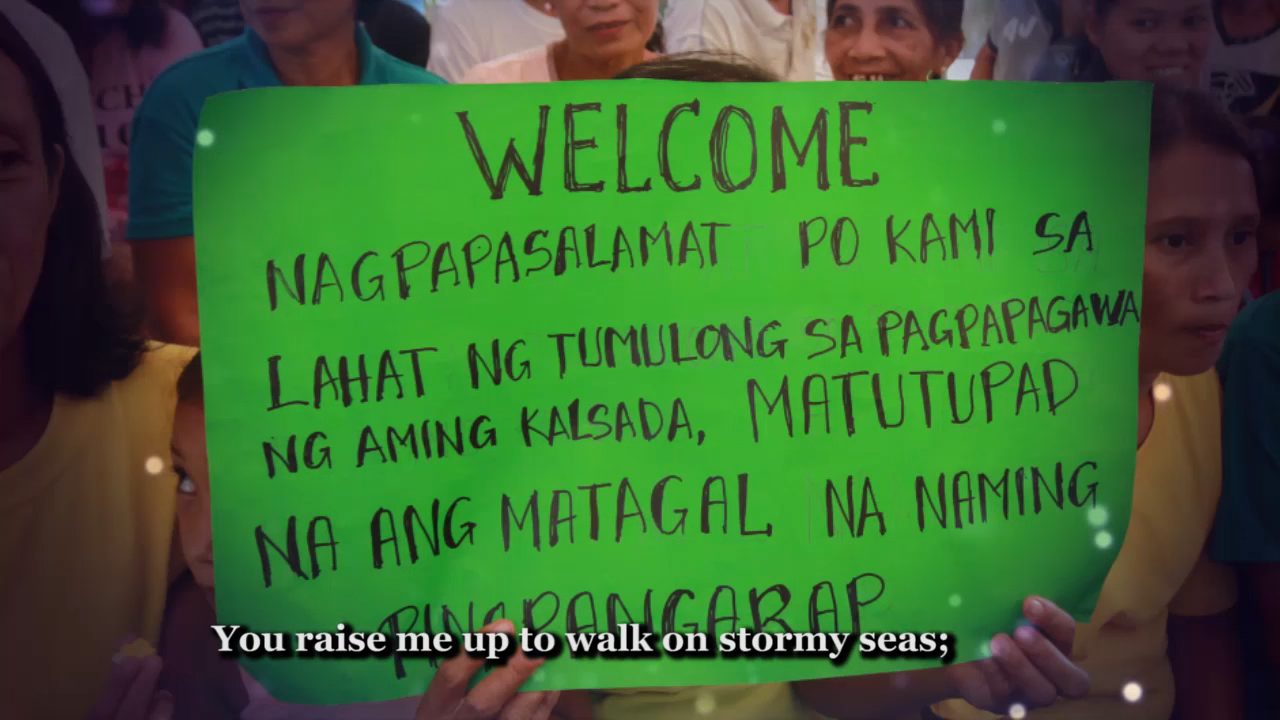 WELCOME
NAGPAPASALAMAT PO KAMI SA
LAHAT NG TUMULONG SA PAGPAPAGAWA
NG AMING KALSADA, MATUTUPAD
NA ANG MATAGAL NA NAMING
PINAPANGARAP
You raise me up to walk on stormy seas;